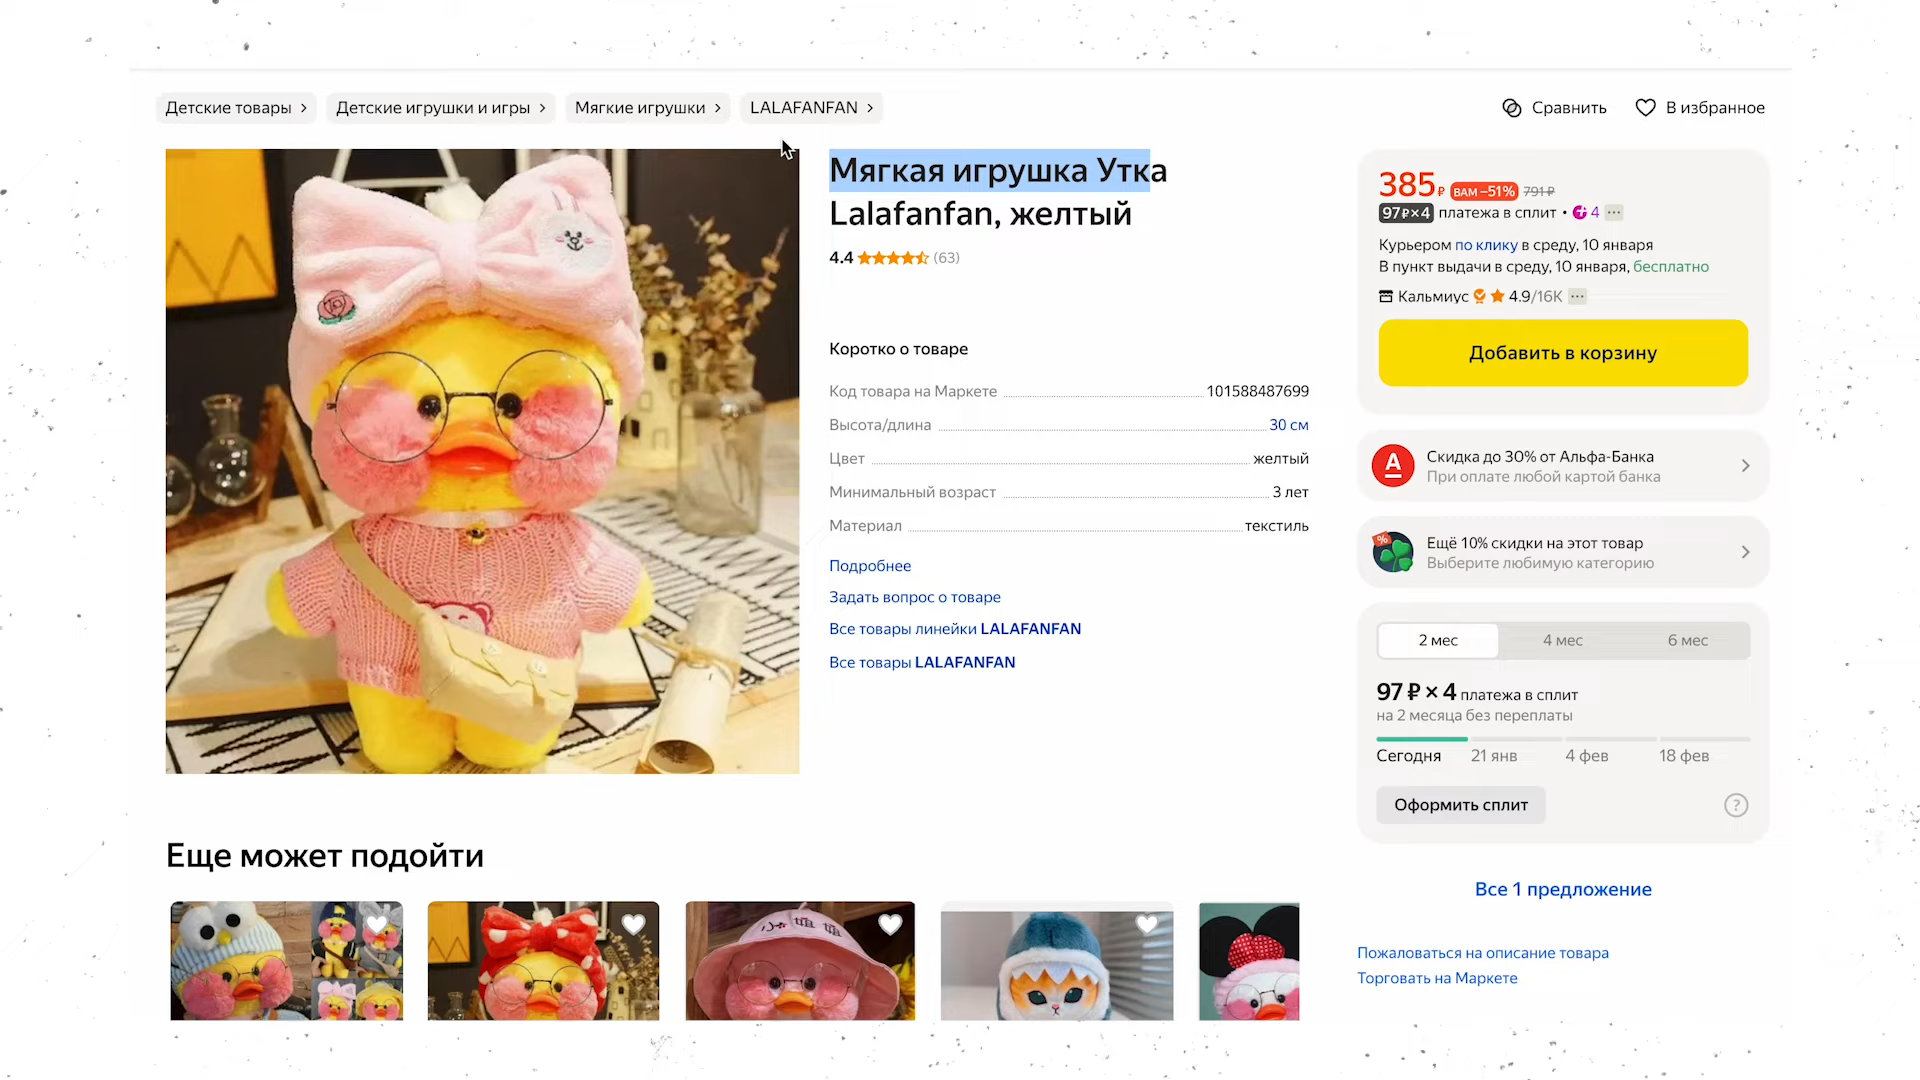 Детские товары
Детские игрушки и игры
Мягкие игрушки
LALAFANFAN
Сравнить
В избранное
Мягкая игрушка Утка
Lalafanfan, желтый
4.4 (63)
Коротко о товаре
Код товара на Маркете 101588487699
Высота/длина 30 см
Цвет желтый
Минимальный возраст 3 лет
Материал текстиль
Подробнее
Задать вопрос о товаре
Все товары линейки LALAFANFAN
Все товары LALAFANFAN
385 ₽ ВАМ –51% 791 ₽
97 ₽ × 4 платежа в сплит • 4 ···
Курьером по клику в среду, 10 января
В пункт выдачи в среду, 10 января, бесплатно
Кальмиус 4.9/16K ···
Добавить в корзину
А
Скидка до 30% от Альфа-Банка
При оплате любой картой банка
%
Ещё 10% скидки на этот товар
Выберите любимую категорию
2 мес
4 мес
6 мес
97 ₽ × 4 платежа в сплит
на 2 месяца без переплаты
Сегодня 21 янв 4 фев 18 фев
Оформить сплит
?
Все 1 предложение
Пожаловаться на описание товара
Торговать на Маркете
Еще может подойти